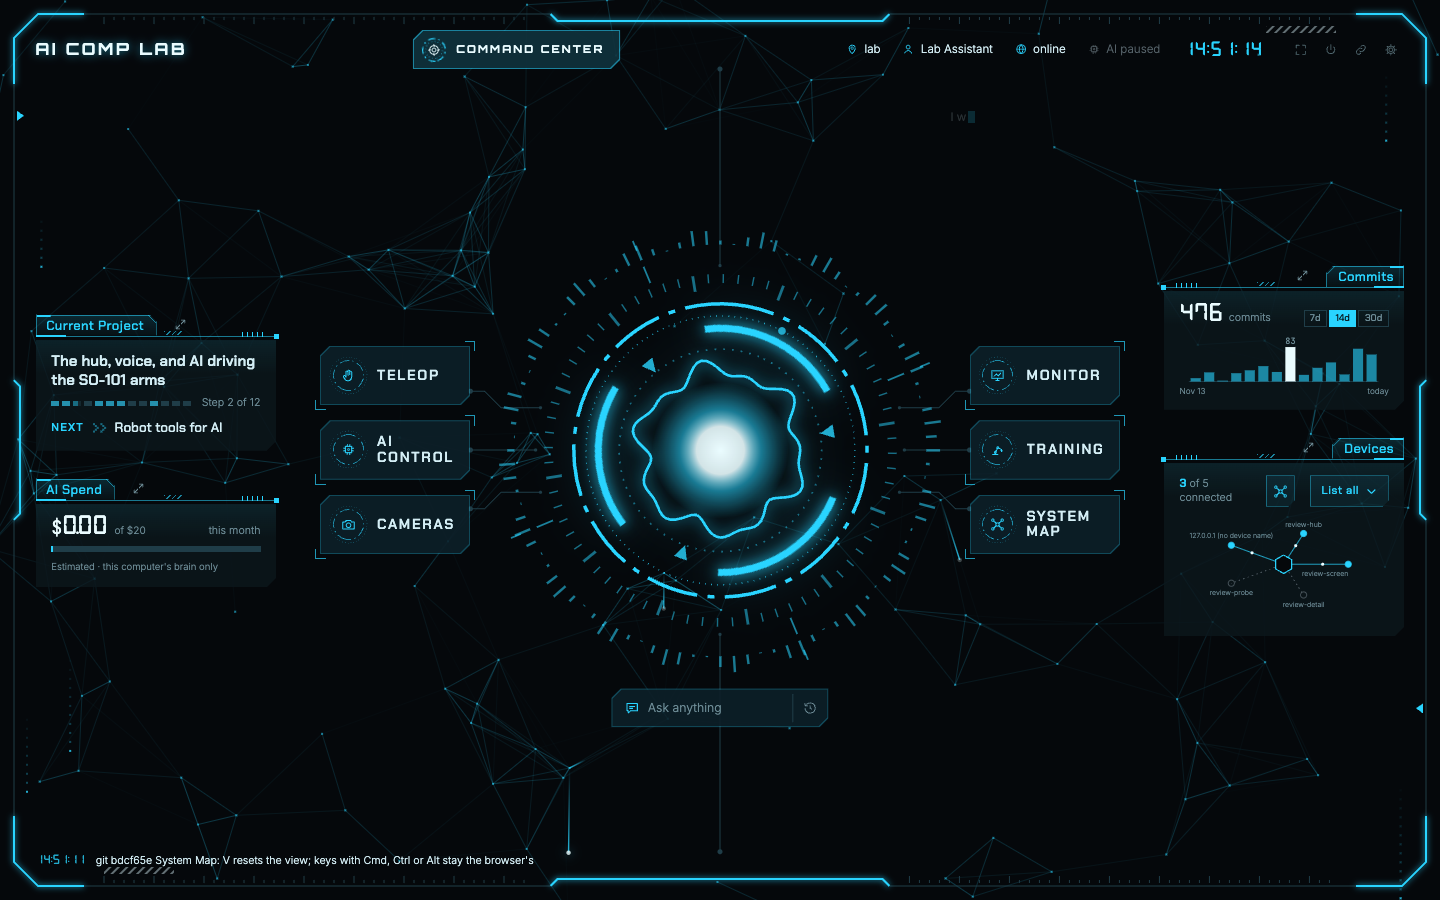 AI COMP LAB
COMMAND CENTER
lab
Lab Assistant
online
AI paused
14:51:14
I w
Current Project
The hub, voice, and AI driving
the SO-101 arms
Step 2 of 12
NEXT
Robot tools for AI
AI Spend
$0.00 of $20
this month
Estimated · this computer's brain only
TELEOP
AI
CONTROL
CAMERAS
MONITOR
TRAINING
SYSTEM
MAP
Commits
476 commits
7d
14d
30d
83
Nov 13
today
Devices
3 of 5
connected
List all
review-hub
127.0.0.1 (no device name)
review-screen
review-probe
review-detail
Ask anything
14:51:11 git bdcf65e System Map: V resets the view; keys with Cmd, Ctrl or Alt stay the browser's